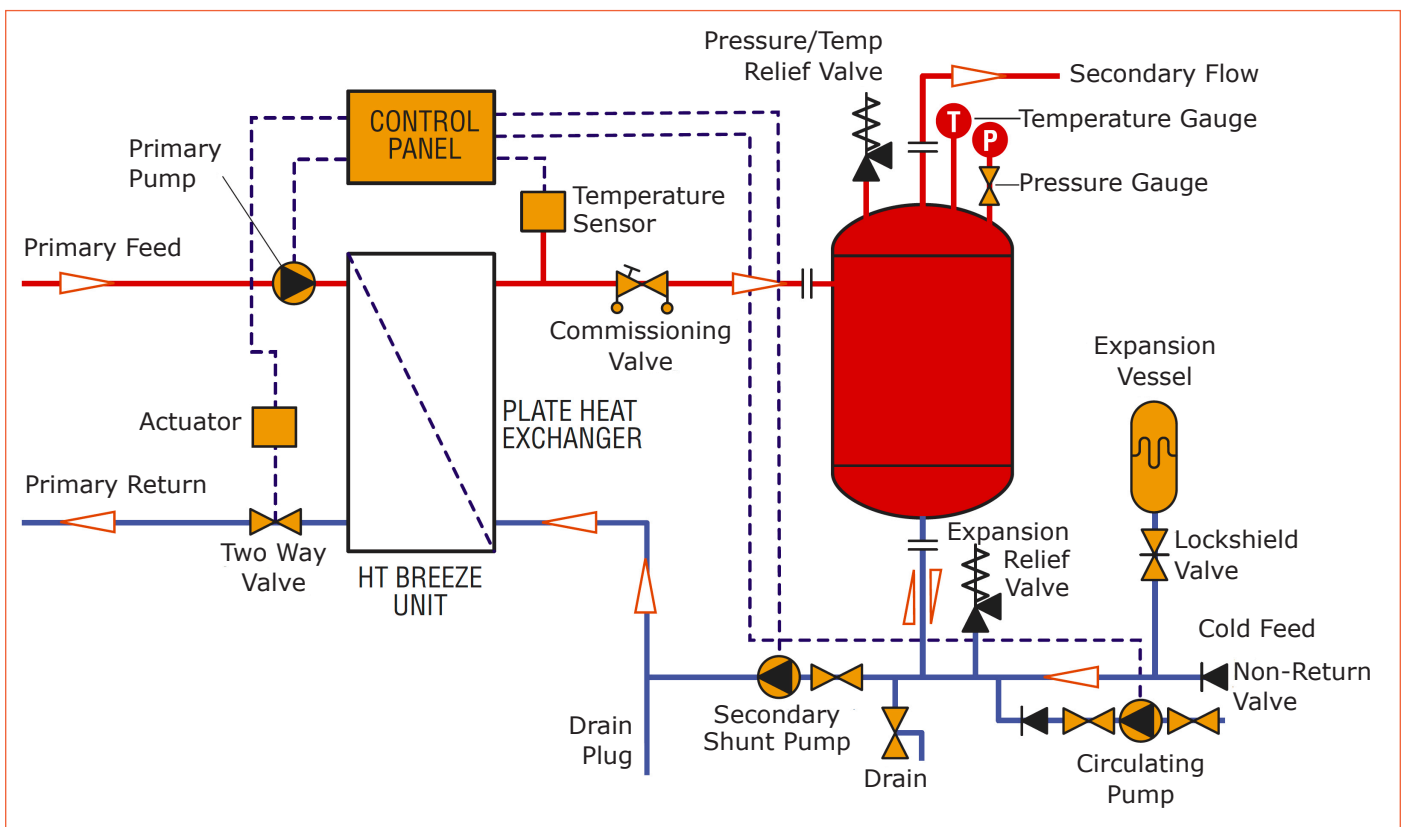 Pressure/Temp
Relief Valve
Secondary Flow
T
Temperature Gauge
P
Pressure Gauge
CONTROL
PANEL
Primary
Pump
Temperature
Sensor
Primary Feed
Commissioning
Valve
Expansion
Vessel
Actuator
PLATE HEAT
EXCHANGER
Primary Return
Two Way
Valve
HT BREEZE
UNIT
Expansion
Relief
Valve
Lockshield
Valve
Cold Feed
Non-Return
Valve
Secondary
Shunt Pump
Drain
Plug
Drain
Circulating
Pump